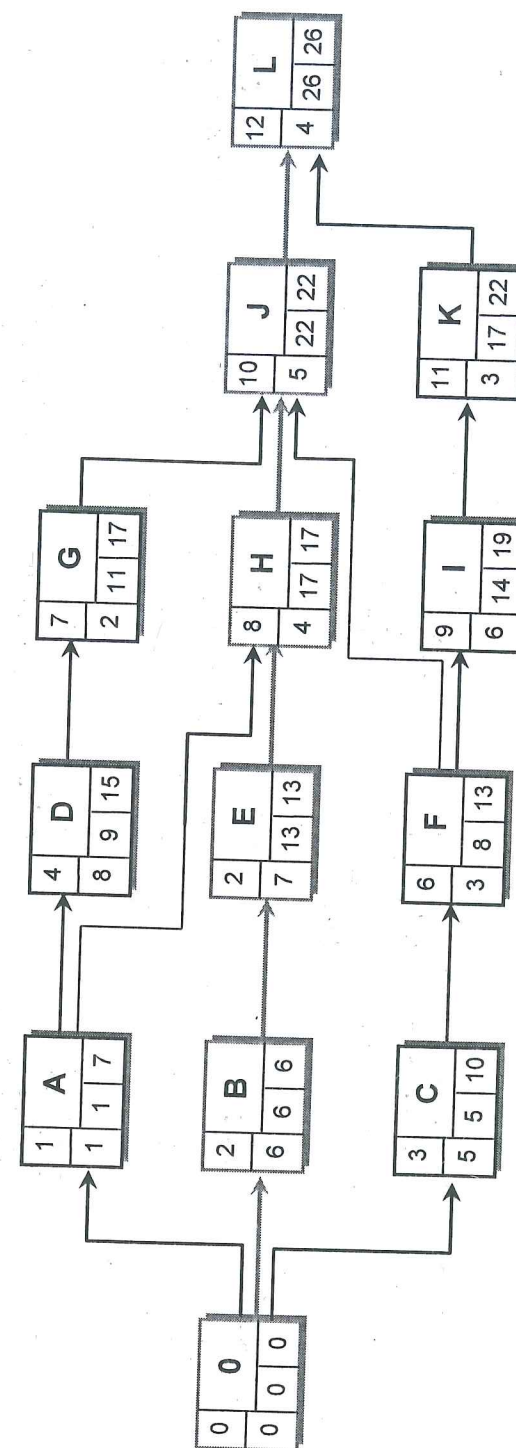 0 0
0 0 0
1 A
1 1 7
2 B
6 6 6
3 C
5 5 10
4 D
8 9 15
2 E
7 13 13
6 F
3 8 13
7 G
2 11 17
8 H
4 17 17
9 I
6 14 19
10 J
5 22 22
11 K
3 17 22
12 L
4 26 26